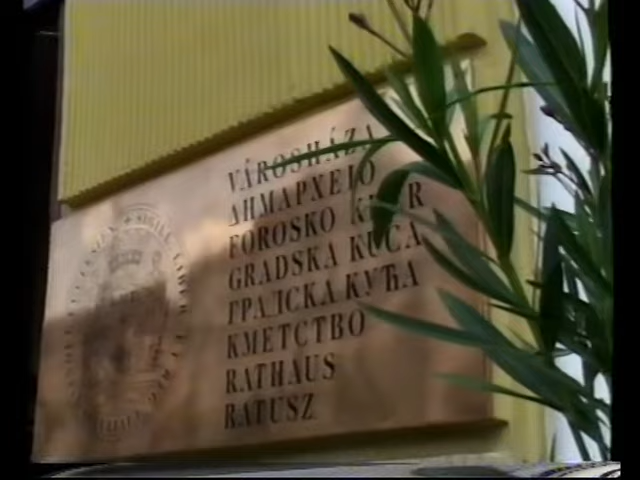 VÁROSHÁZA
ΔΗΜΑΡΧΕΙΟ
FOROSKO
GRADSKA KUĆA
ГРАДСКА КУЋА
КМЕТСТВО
RATHAUS
RATUSZ